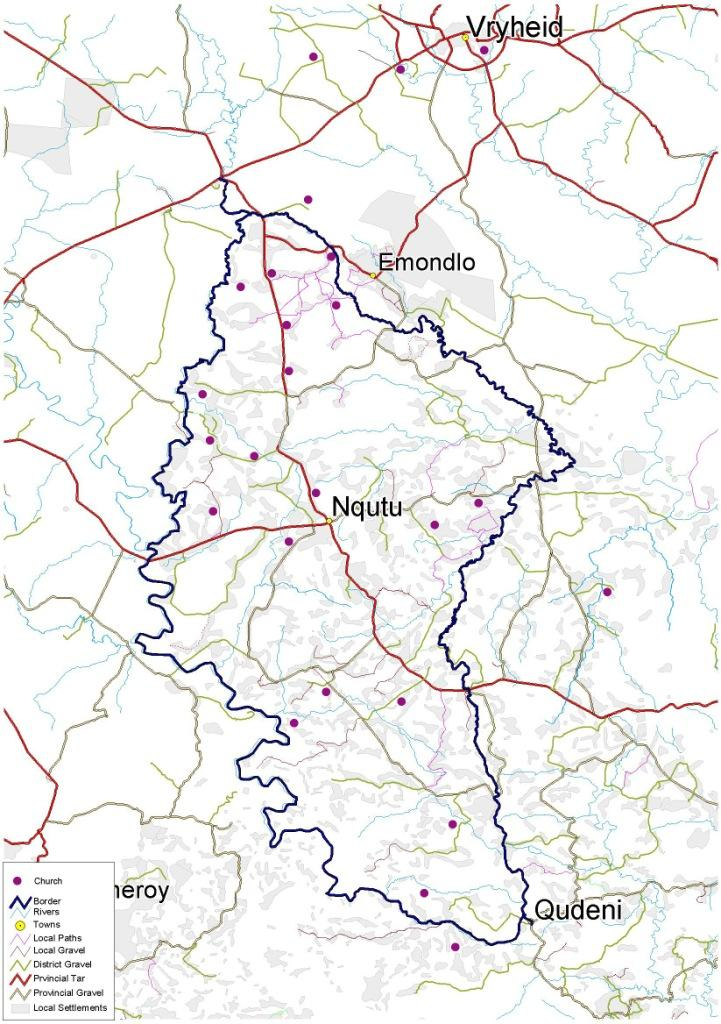 Vryheid
Emondlo
Nqutu
Qudeni
heroy
Church
Border
Rivers
Towns
Local Paths
Local Gravel
District Gravel
Prvincial Tar
Provincial Gravel
Local Settlements